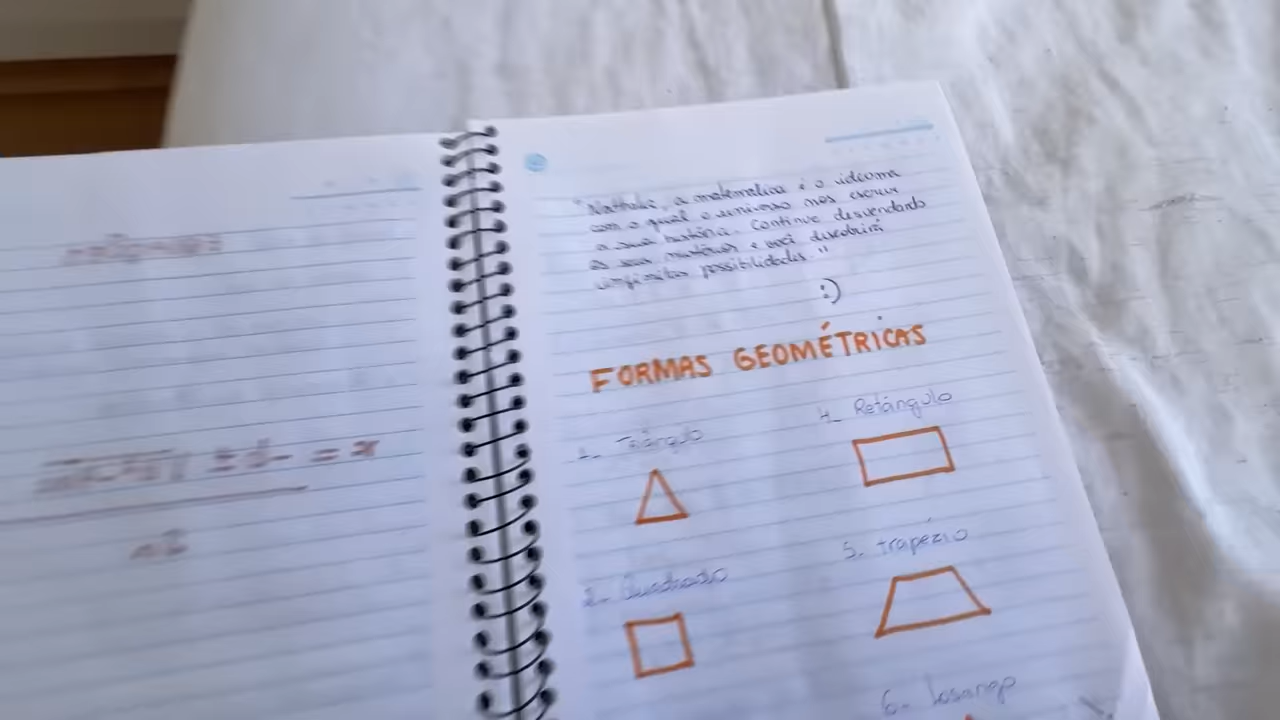 "Nathalie, a matemática é o idioma
com o qual o universo nos escreve
a sua história. Continue desvendando
os seus mistérios e você descobrirá
infinitas possibilidades."
:)
FORMAS GEOMÉTRICAS
1- Triângulo
4- Retângulo
2- Quadrado
5- trapézio
6- losango